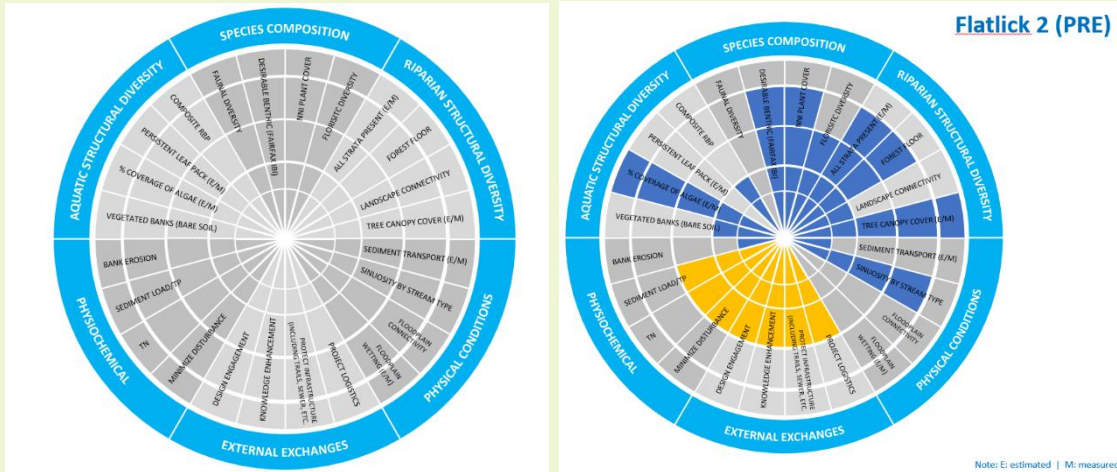 SPECIES COMPOSITION
RIPARIAN STRUCTURAL DIVERSITY
PHYSICAL CONDITIONS
EXTERNAL EXCHANGES
PHYSIOCHEMICAL
AQUATIC STRUCTURAL DIVERSITY
FAUNAL DIVERSITY
DESIRABLE BENTHIC (FAIRFAX IBI)
NNI PLANT COVER
FLORISITC DIVERSITY
ALL STRATA PRESENT (E/M)
FOREST FLOOR
LANDSCAPE CONNECTIVITY
TREE CANOPY COVER (E/M)
SEDIMENT TRANSPORT (E/M)
SINUOSITY BY STREAM TYPE
FLOODPLAIN
CONNECTIVITY
FLOODPLAIN
WETTING (E/M)
PROJECT LOGISTICS
PROTECT INFRASTRUCTURE
(INCLUDING TRAILS, SEWER, ETC.
KNOWLEDGE ENHANCEMENT
DESIGN ENGAGEMENT
MINIMIZE DISTURBANCE
TN
SEDIMENT LOAD/TP
BANK EROSION
VEGETATED BANKS (BARE SOIL)
% COVERAGE OF ALGAE (E/M)
PERSISTENT LEAF PACK (E/M)
COMPOSITE RBP
Flatlick 2 (PRE)
SPECIES COMPOSITION
RIPARIAN STRUCTURAL DIVERSITY
PHYSICAL CONDITIONS
EXTERNAL EXCHANGES
PHYSIOCHEMICAL
AQUATIC STRUCTURAL DIVERSITY
FAUNAL DIVERSITY
DESIRABLE BENTHIC (FAIRFAX IBI)
NNI PLANT COVER
FLORISITC DIVERSITY
ALL STRATA PRESENT (E/M)
FOREST FLOOR
LANDSCAPE CONNECTIVITY
TREE CANOPY COVER (E/M)
SEDIMENT TRANSPORT (E/M)
SINUOSITY BY STREAM TYPE
FLOODPLAIN
CONNECTIVITY
FLOODPLAIN
WETTING (E/M)
PROJECT LOGISTICS
PROTECT INFRASTRUCTURE
(INCLUDING TRAILS, SEWER, ETC.
KNOWLEDGE ENHANCEMENT
DESIGN ENGAGEMENT
MINIMIZE DISTURBANCE
TN
SEDIMENT LOAD/TP
BANK EROSION
VEGETATED BANKS (BARE SOIL)
% COVERAGE OF ALGAE (E/M)
PERSISTENT LEAF PACK (E/M)
COMPOSITE RBP
Note: E: estimated | M: measured